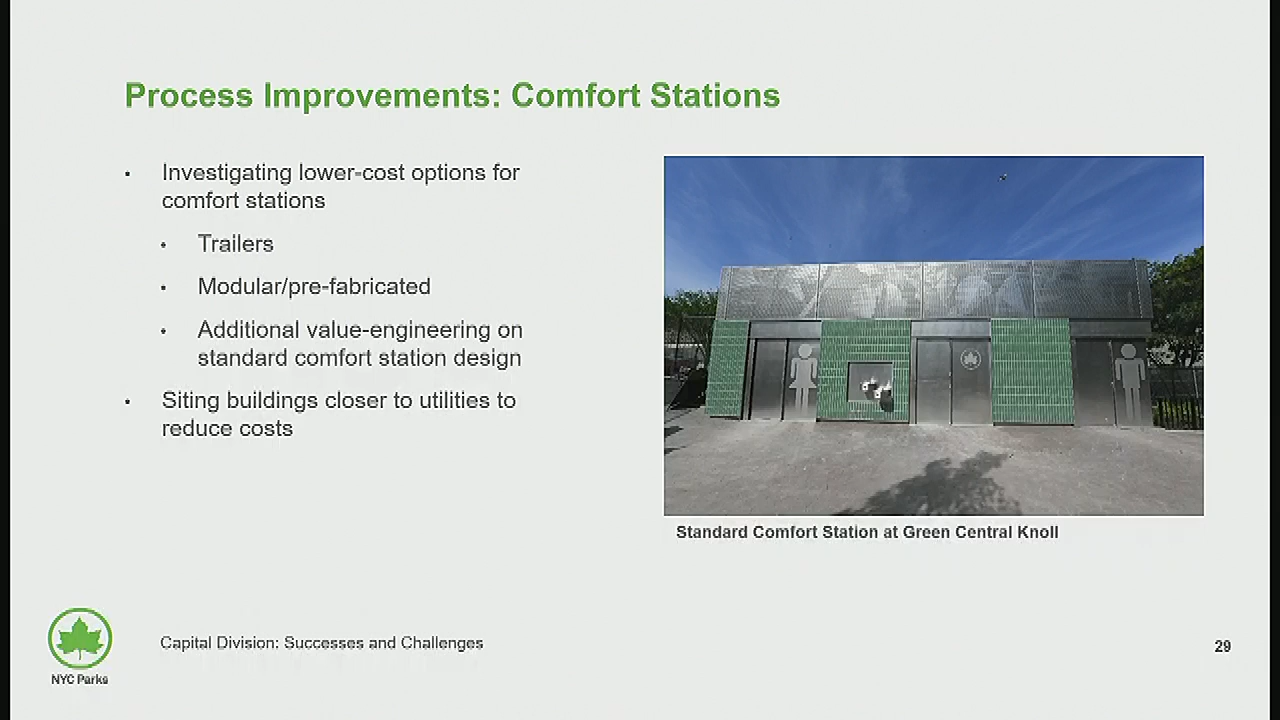 Process Improvements: Comfort Stations
• Investigating lower-cost options for
comfort stations
• Trailers
• Modular/pre-fabricated
• Additional value-engineering on
standard comfort station design
• Siting buildings closer to utilities to
reduce costs
Standard Comfort Station at Green Central Knoll
NYC Parks
Capital Division: Successes and Challenges
29